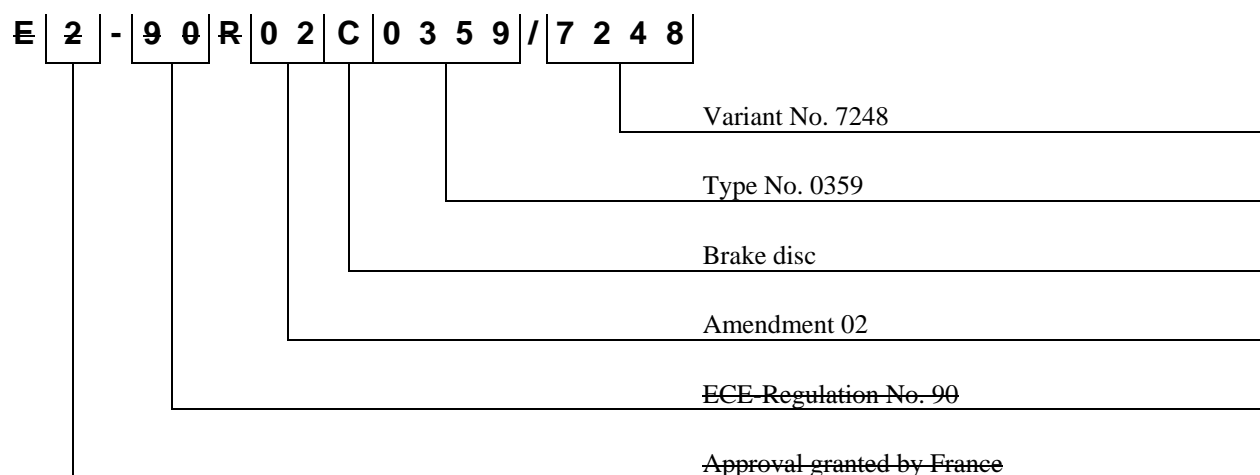 E 2 - 9 0 R 0 2 C 0 3 5 9 / 7 2 4 8
Variant No. 7248
Type No. 0359
Brake disc
Amendment 02
ECE-Regulation No. 90
Approval granted by France